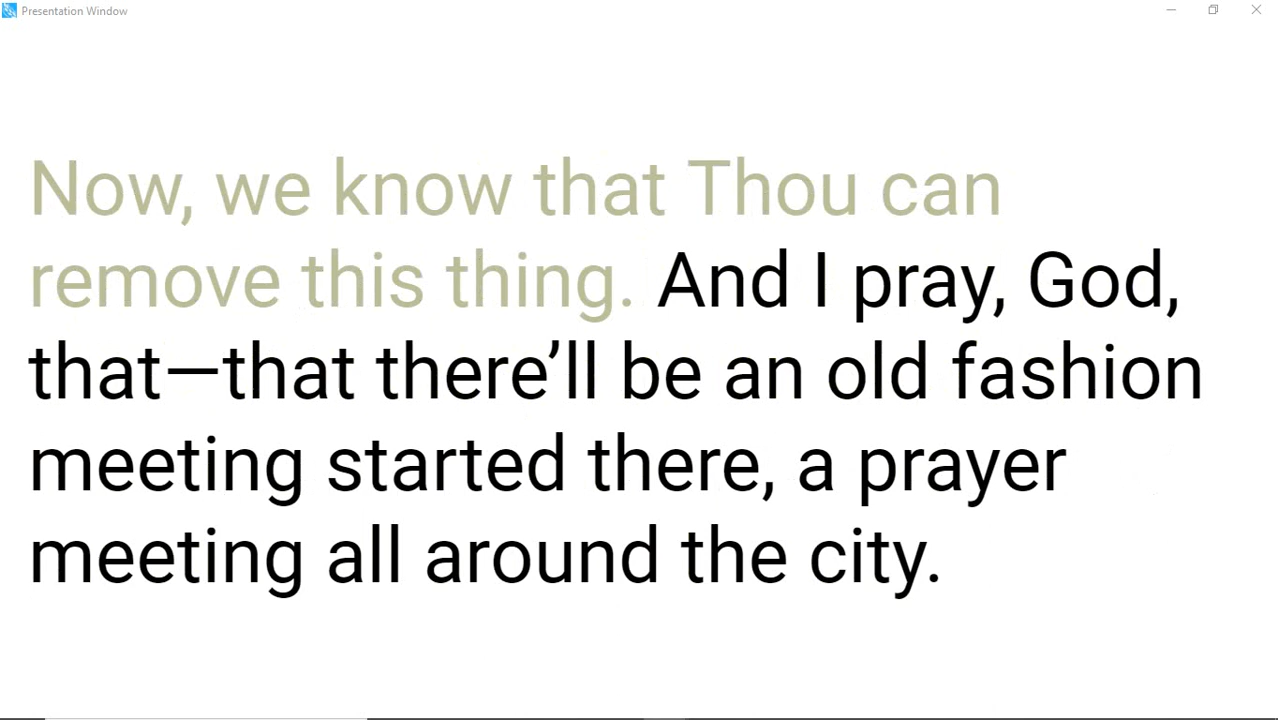 Presentation Window
Now, we know that Thou can
remove this thing. And I pray, God,
that—that there’ll be an old fashion
meeting started there, a prayer
meeting all around the city.